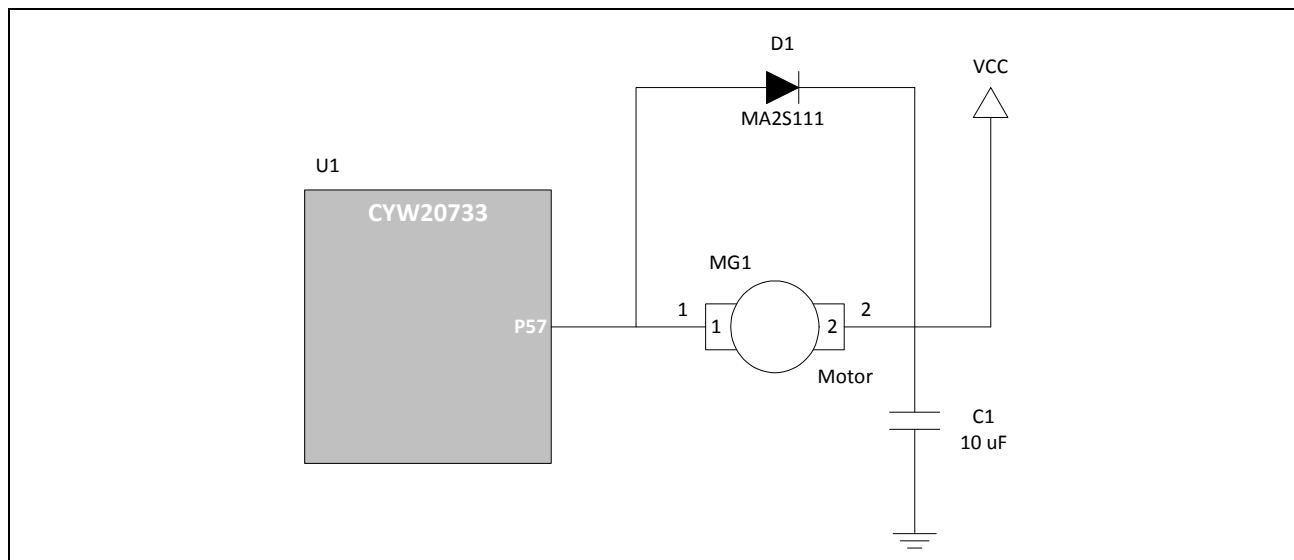 D1
VCC
MA2S111
U1
CYW20733
MG1
P57
1
1
2
2
Motor
C1
10 uF